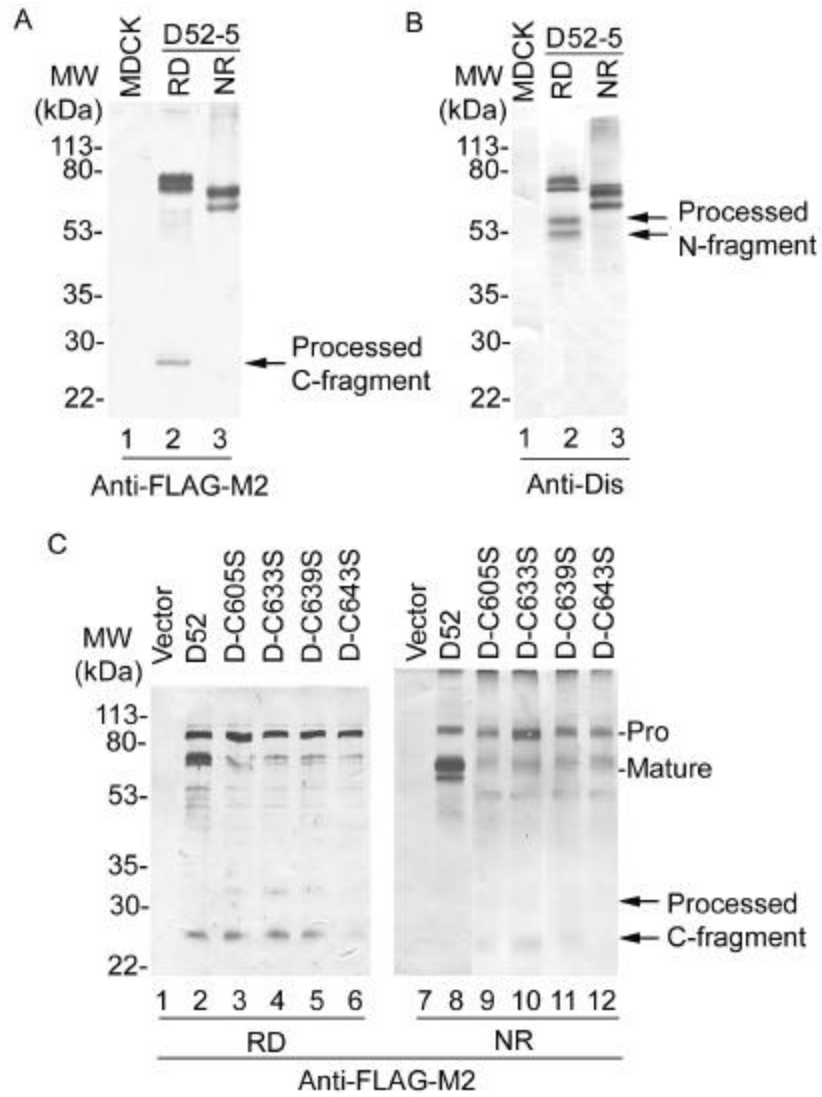 A
D52-5
MDCK
RD
NR
MW
(kDa)
113-
80-
53-
35-
30-
22-
Processed
C-fragment
1 2 3
Anti-FLAG-M2
B
D52-5
MDCK
RD
NR
MW
(kDa)
113-
80-
53-
35-
30-
22-
Processed
N-fragment
1 2 3
Anti-Dis
C
Vector
D52
D-C605S
D-C633S
D-C639S
D-C643S
Vector
D52
D-C605S
D-C633S
D-C639S
D-C643S
MW
(kDa)
113-
80-
53-
35-
30-
22-
-Pro
-Mature
Processed
C-fragment
1 2 3 4 5 6
7 8 9 10 11 12
RD
NR
Anti-FLAG-M2